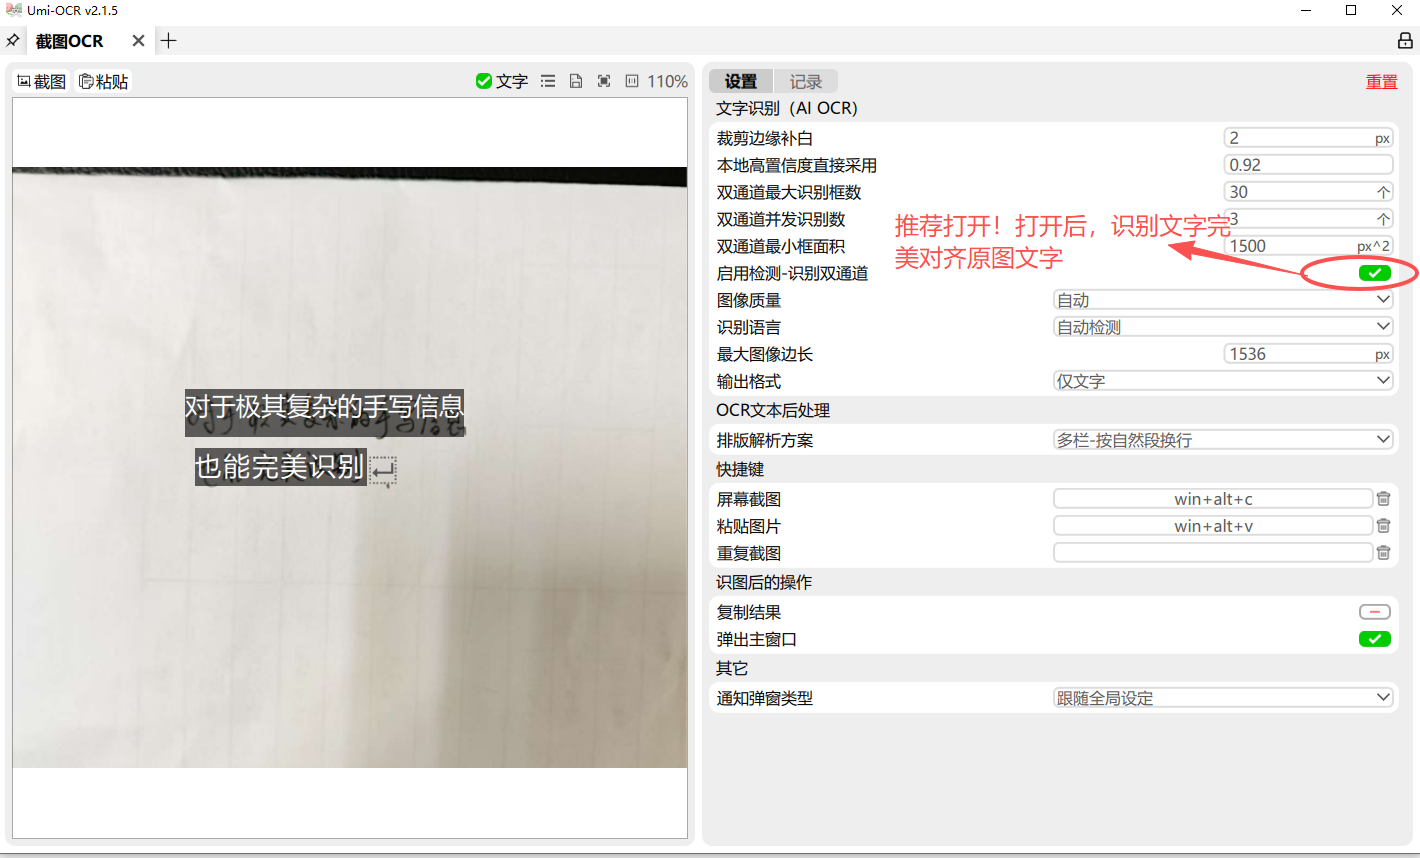 Umi-OCR v2.1.5
截图OCR
截图 粘贴 文字 110%
设置 记录 重置
文字识别（AI OCR）
裁剪边缘补白 2 px
本地高置信度直接采用 0.92
双通道最大识别框数 30 个
双通道并发识别数 3 个
双通道最小框面积 1500 px^2
推荐打开！打开后，识别文字完
美对齐原图文字
启用检测-识别双通道
图像质量 自动
识别语言 自动检测
最大图像边长 1536 px
输出格式 仅文字
OCR文本后处理
排版解析方案 多栏-按自然段换行
快捷键
屏幕截图 win+alt+c
粘贴图片 win+alt+v
重复截图
识图后的操作
复制结果
弹出主窗口
其它
通知弹窗类型 跟随全局设定
对于极其复杂的手写信息
也能完美识别